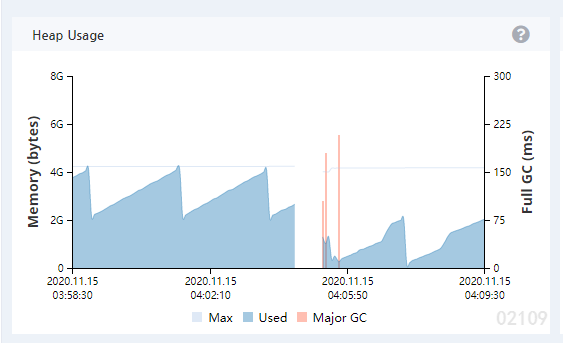 Heap Usage
?
8G
6G
4G
2G
0
Memory (bytes)
300
225
150
75
0
Full GC (ms)
2020.11.15
03:58:30
2020.11.15
04:02:10
2020.11.15
04:05:50
2020.11.15
04:09:30
Max
Used
Major GC
02109